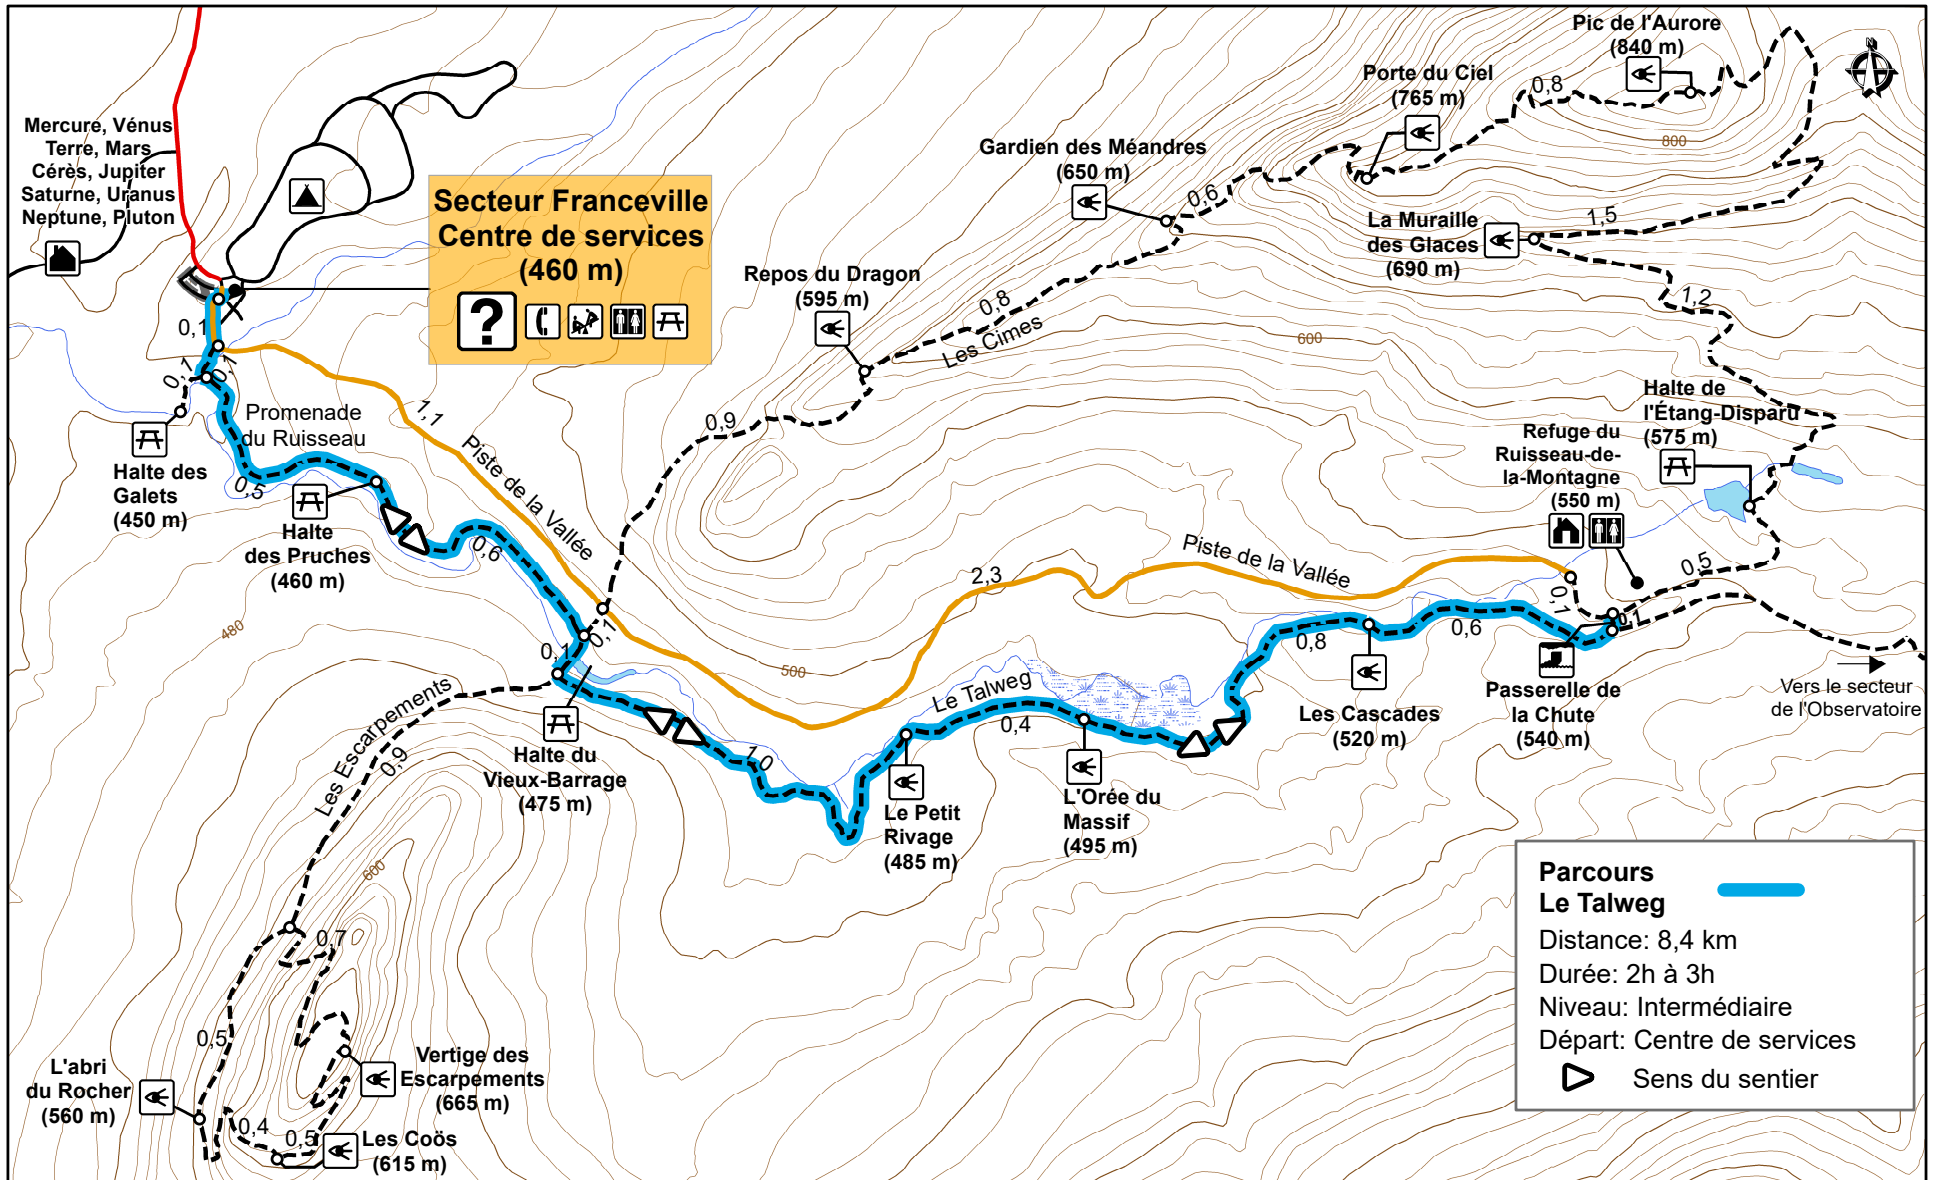 Pic de l'Aurore
(840 m)
0,8
Porte du Ciel
(765 m)
N
800
Mercure, Vénus
Terre, Mars
Cérès, Jupiter
Saturne, Uranus
Neptune, Pluton
Gardien des Méandres
(650 m)
0,6
Secteur Franceville
Centre de services
(460 m)
?
La Muraille
des Glaces
(690 m)
1,5
1,2
Repos du Dragon
(595 m)
0,8
Les Cimes
600
0,1
0,1
0,1
Promenade
du Ruisseau
1,1
Piste de la Vallée
0,9
Halte des
Galets
(450 m)
0,5
Halte
des Pruches
(460 m)
0,6
Halte de
l'Étang-Disparu
(575 m)
Refuge du
Ruisseau-de-
la-Montagne
(550 m)
0,5
0,1
0,1
Piste de la Vallée
2,3
480
500
0,1
0,1
0,8
0,6
Passerelle de
la Chute
(540 m)
Vers le secteur
de l'Observatoire
Les Cascades
(520 m)
Le Talweg
0,4
L'Orée du
Massif
(495 m)
Le Petit
Rivage
(485 m)
1,0
Halte du
Vieux-Barrage
(475 m)
Les Escarpements
0,9
600
0,7
0,5
L'abri
du Rocher
(560 m)
Vertige des
Escarpements
(665 m)
0,4
0,5
Les Coös
(615 m)
Parcours
Le Talweg
Distance: 8,4 km
Durée: 2h à 3h
Niveau: Intermédiaire
Départ: Centre de services
Sens du sentier